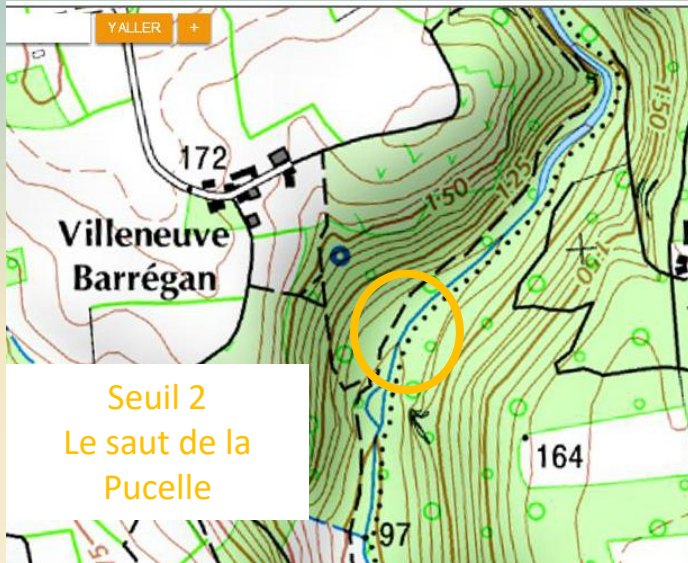 Y ALLER +
172
Villeneuve
Barrégan
150
125
150
150
Seuil 2
Le saut de la
Pucelle
164
97